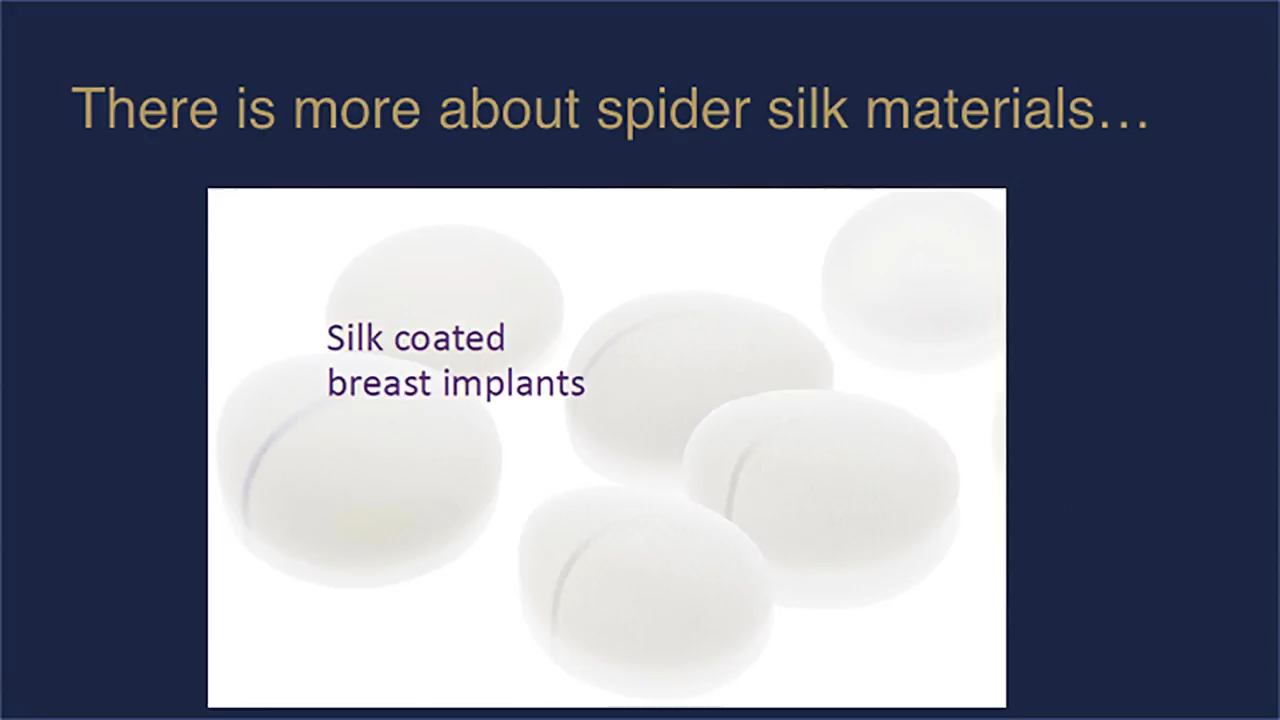 There is more about spider silk materials…
Silk coated
breast implants